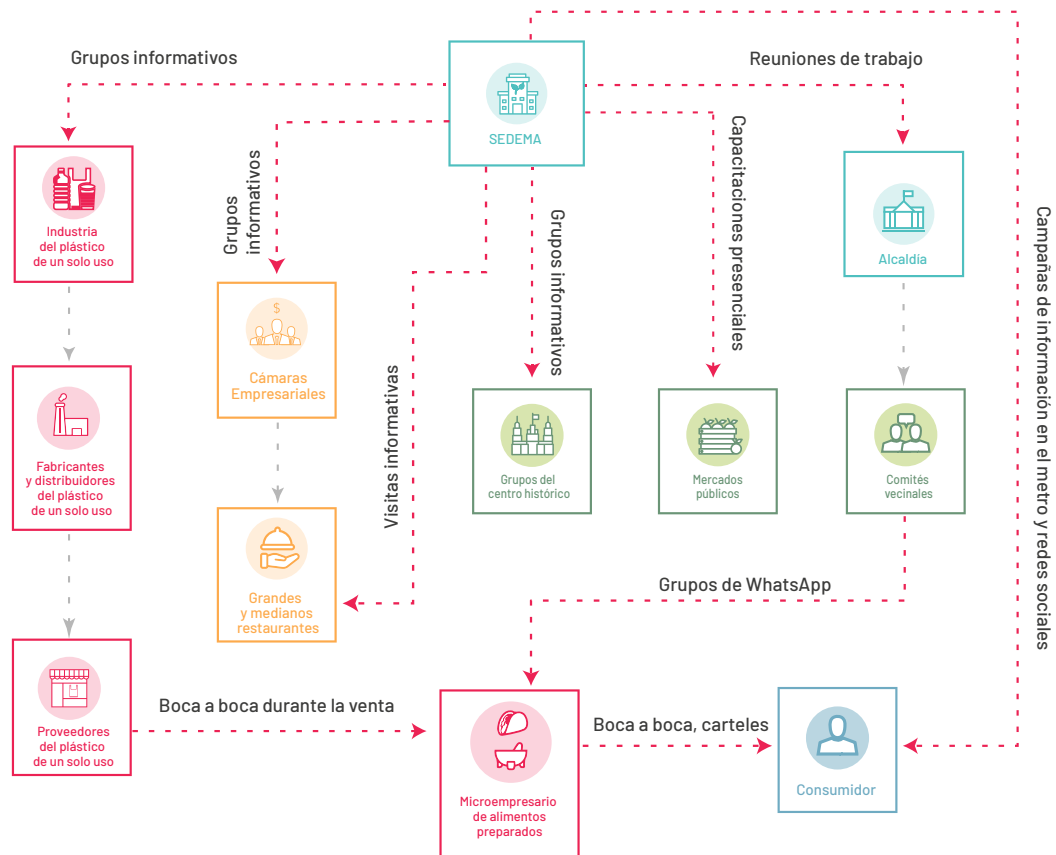 Grupos informativos
Reuniones de trabajo
SEDEMA
Capacitaciones presenciales
Grupos
informativos
Grupos informativos
Campañas de información en el metro y redes sociales
Industria
del plástico
de un solo uso
Alcaldía
$
Cámaras
Empresariales
Visitas informativas
Fabricantes
y distribuidores
del plástico
de un solo uso
Grupos del
centro histórico
Mercados
públicos
Comités
vecinales
Grupos de WhatsApp
Grandes
y medianos
restaurantes
Boca a boca durante la venta
Boca a boca, carteles
Proveedores
del plástico
de un solo uso
Microempresario
de alimentos
preparados
Consumidor